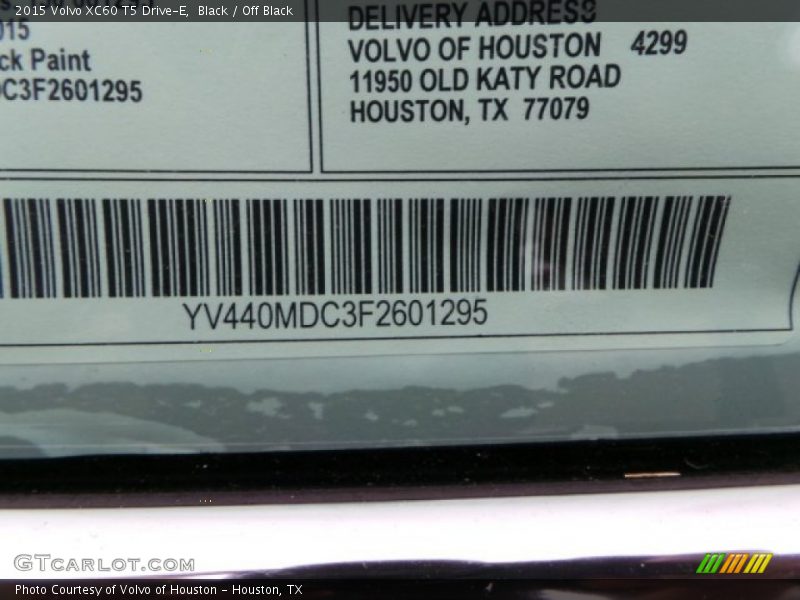 2015 Volvo XC60 T5 Drive-E, Black / Off Black
DELIVERY ADDRESS
015
VOLVO OF HOUSTON 4299
ck Paint
11950 OLD KATY ROAD
C3F2601295
HOUSTON, TX 77079
YV440MDC3F2601295
GTCARLOT.COM
Photo Courtesy of Volvo of Houston - Houston, TX